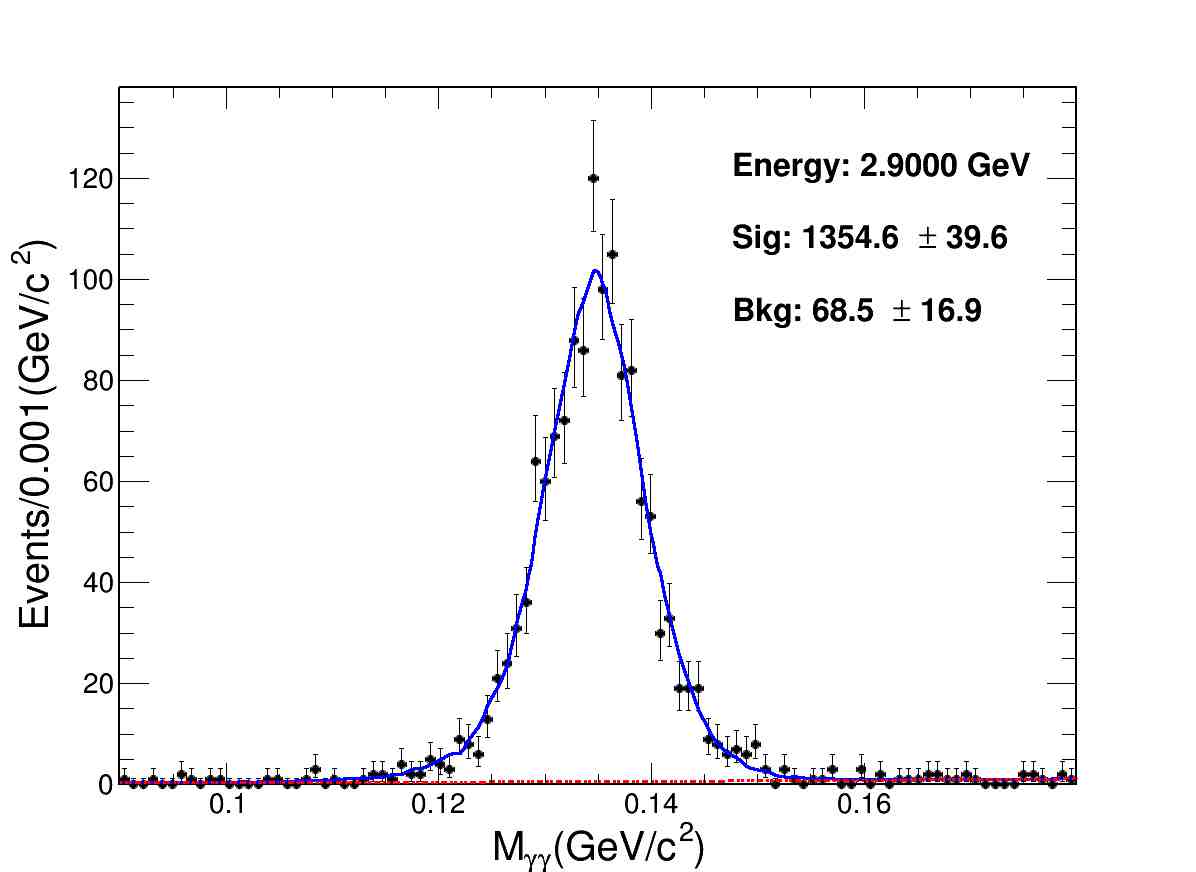 Energy: 2.9000 GeV
Sig: 1354.6 ± 39.6
Bkg: 68.5 ± 16.9
Events/0.001(GeV/c²)
120
100
80
60
40
20
0
0.1 0.12 0.14 0.16
Mγγ(GeV/c²)